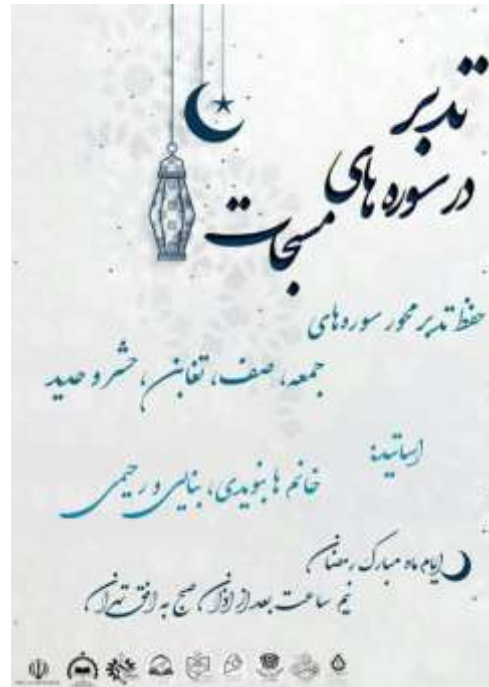 تدبر
در سوره های
مسبحات
حفظ تدبر محور سوره‌های
جمعه، صف، تغابن، حشر و حدید
اساتید:
خانم ها نویدی، بنایی و رحیمی
ایام ماه مبارک رمضان
نیم ساعت بعد از اذان صبح به افق تهران